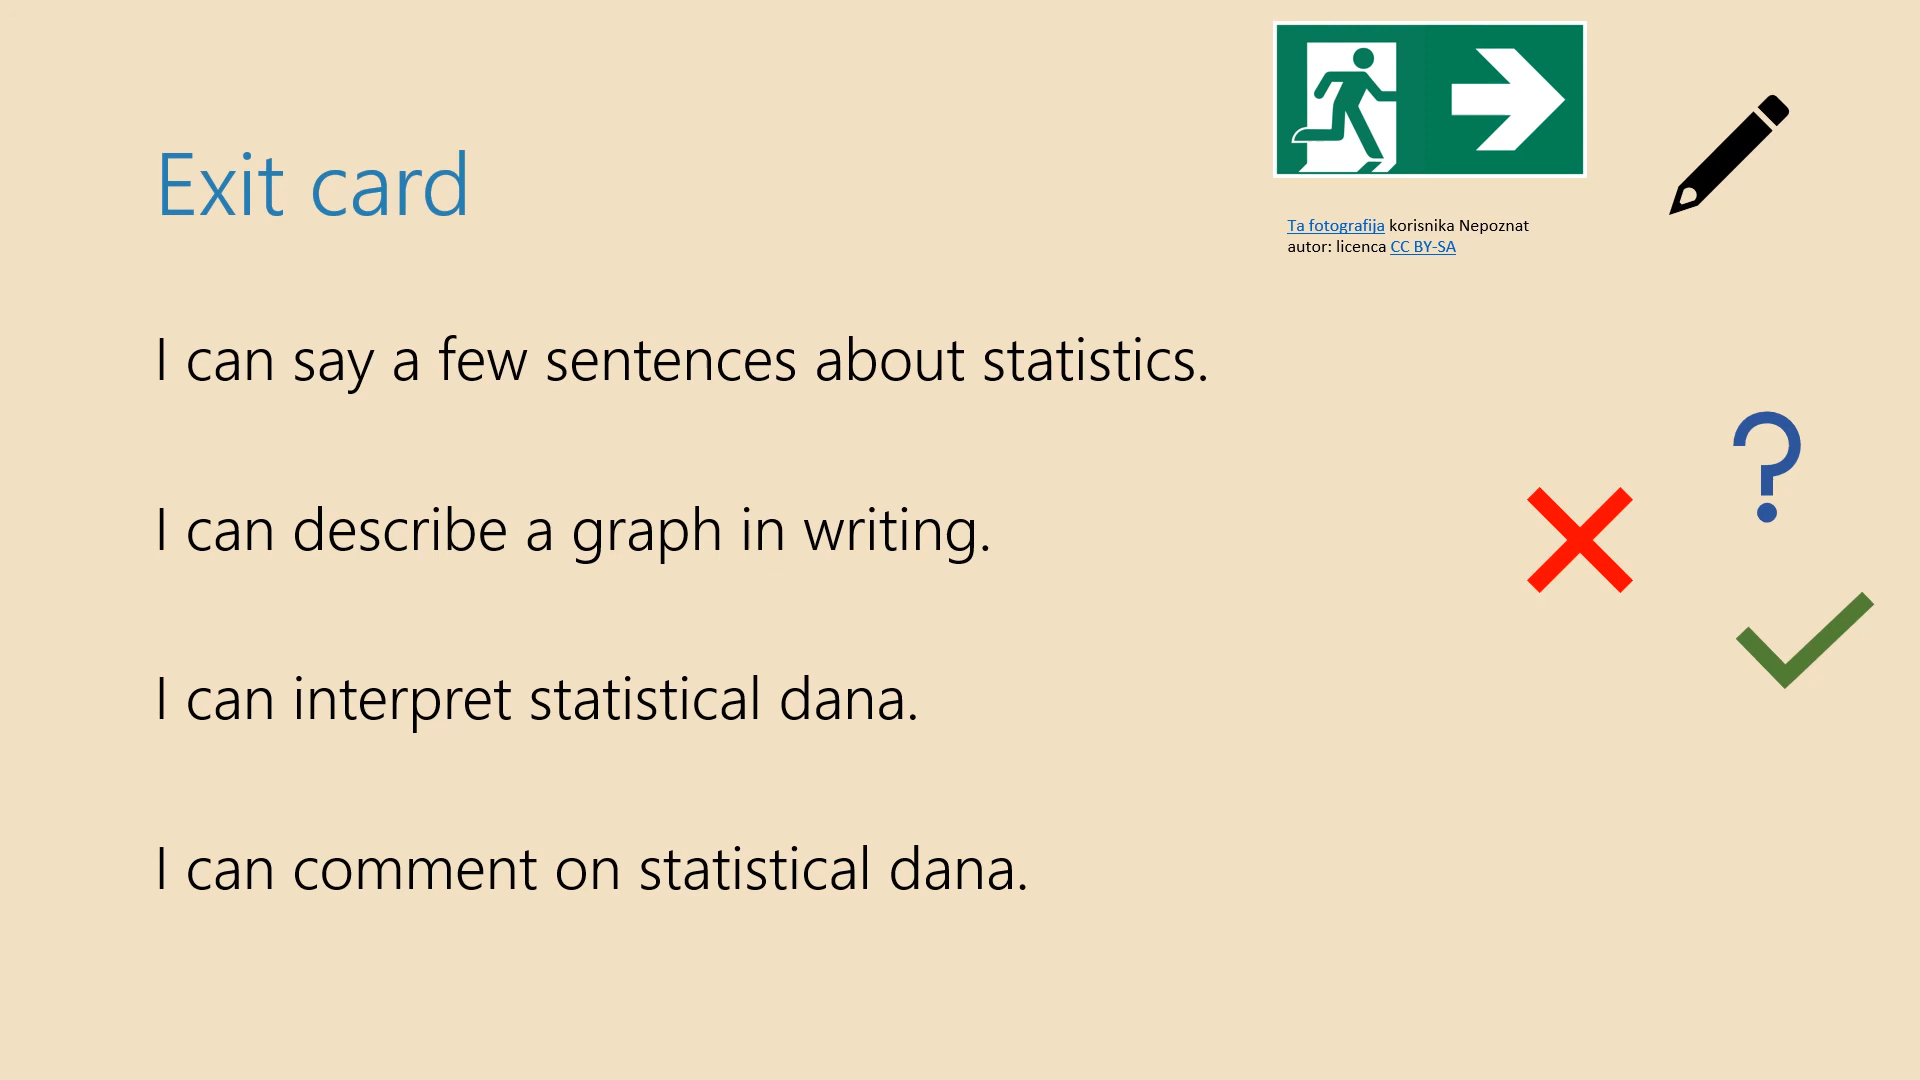 Exit card
Ta fotografija korisnika Nepoznat
autor: licenca CC BY-SA
I can say a few sentences about statistics.
I can describe a graph in writing.
I can interpret statistical dana.
I can comment on statistical dana.